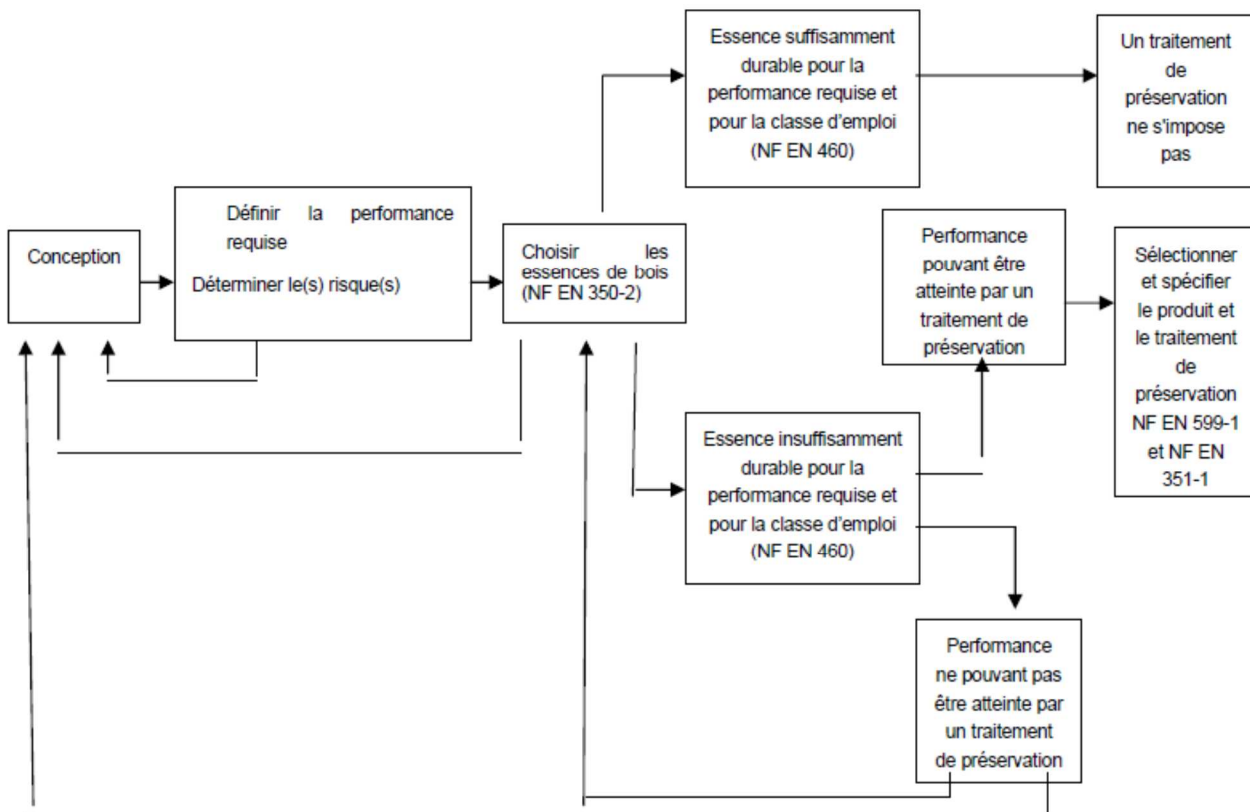 Conception
Définir la performance
requise
Déterminer le(s) risque(s)
Choisir les
essences de bois
(NF EN 350-2)
Essence suffisamment
durable pour la
performance requise et
pour la classe d'emploi
(NF EN 460)
Un traitement
de
préservation
ne s'impose
pas
Performance
pouvant être
atteinte par un
traitement de
préservation
Sélectionner
et spécifier
le produit et
le traitement
de
préservation
NF EN 599-1
et NF EN
351-1
Essence insuffisamment
durable pour la
performance requise et
pour la classe d'emploi
(NF EN 460)
Performance
ne pouvant pas
être atteinte par
un traitement
de préservation